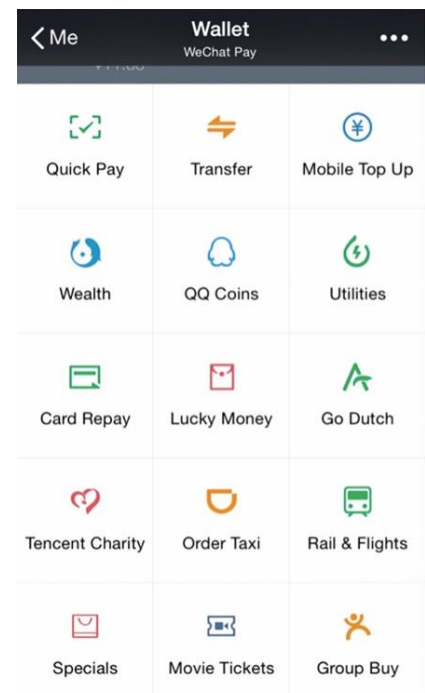 Me
Wallet
•••
WeChat Pay
Quick Pay
Transfer
¥
Mobile Top Up
Wealth
QQ Coins
Utilities
Card Repay
Lucky Money
Go Dutch
Tencent Charity
Order Taxi
Rail & Flights
Specials
Movie Tickets
Group Buy